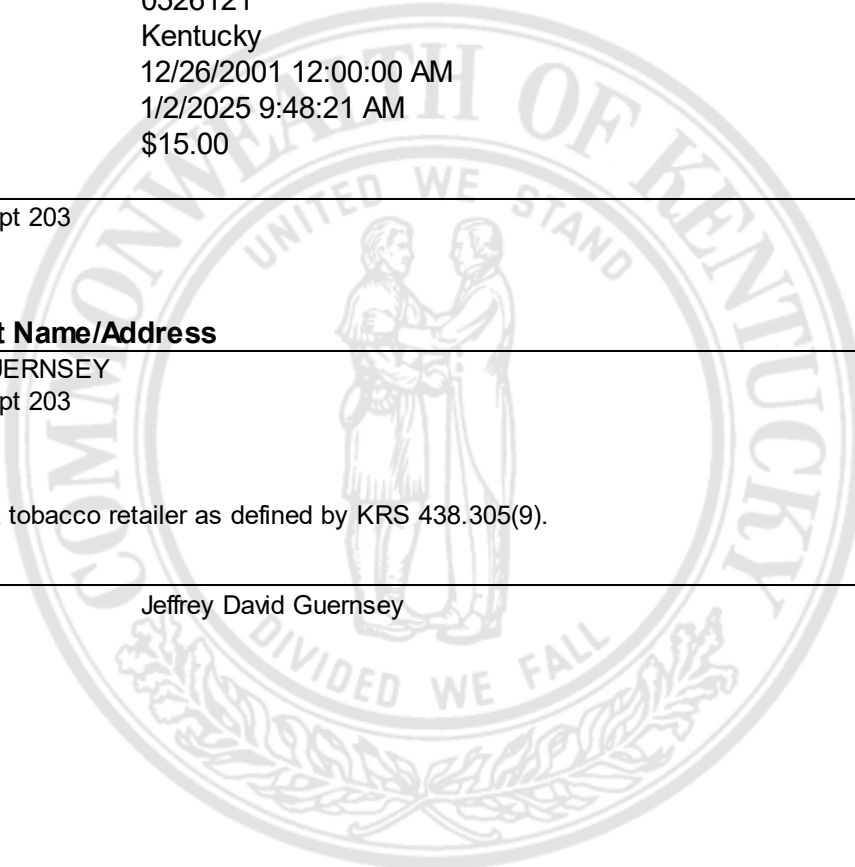 0526121
Kentucky
12/26/2001 12:00:00 AM
1/2/2025 9:48:21 AM
$15.00
pt 203
t Name/Address
UERNSEY
pt 203
tobacco retailer as defined by KRS 438.305(9).
Jeffrey David Guernsey
COMMONWEALTH OF KENTUCKY
UNITED WE STAND
DIVIDED WE FALL